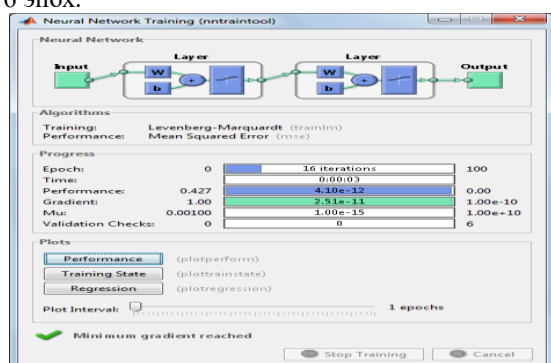 6 эпох.
Neural Network Training (nntraintool)
Neural Network
Layer Layer
Input Output
W W
b b
+ +
Algorithms
Training: Levenberg-Marquardt (trainlm)
Performance: Mean Squared Error (mse)
Progress
Epoch: 0 16 iterations 100
Time: 0:00:03
Performance: 0.427 4.10e-12 0.00
Gradient: 1.00 2.51e-11 1.00e-10
Mu: 0.00100 1.00e-15 1.00e+10
Validation Checks: 0 0 6
Plots
Performance (plotperform)
Training State (plottrainstate)
Regression (plotregression)
Plot Interval: 1 epochs
Minimum gradient reached
Stop Training Cancel